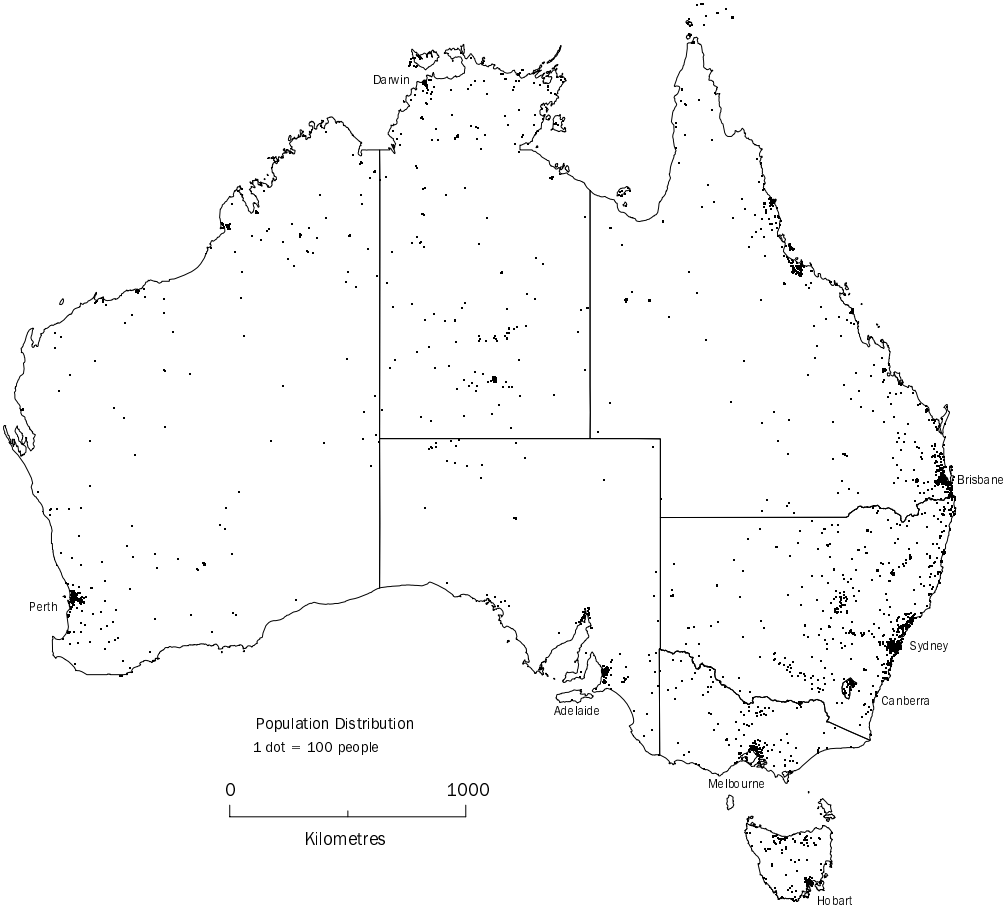 Darwin
Brisbane
Perth
Sydney
Canberra
Adelaide
Population Distribution
1 dot = 100 people
Melbourne
0 1000
Kilometres
Hobart